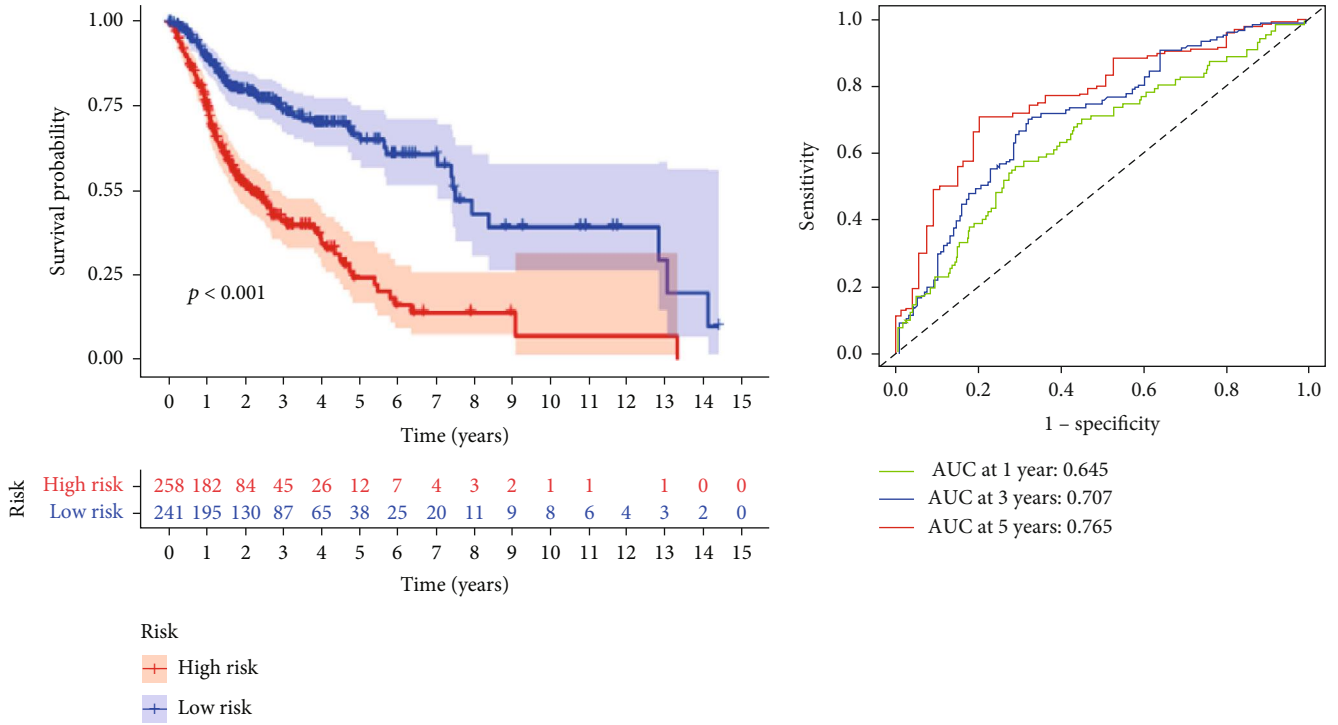 1.00
0.75
0.55
0.25
0.00
Survival probability
p < 0.001
0 1 2 3 4 5 6 7 8 9 10 11 12 13 14 15
Time (years)
Risk
High risk 258 182 84 45 26 12 7 4 3 2 1 1 1 0 0
Low risk 241 195 130 87 65 38 25 20 11 9 8 6 4 3 2 0
0 1 2 3 4 5 6 7 8 9 10 11 12 13 14 15
Time (years)
Risk
High risk
Low risk
1.0
0.8
0.6
0.4
0.2
0.0
Sensitivity
0.0 0.2 0.4 0.6 0.8 1.0
1 – specificity
AUC at 1 year: 0.645
AUC at 3 years: 0.707
AUC at 5 years: 0.765